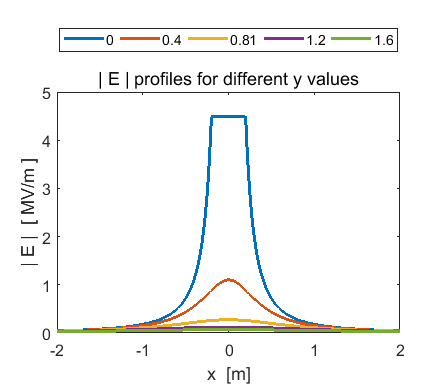 0 0.4 0.81 1.2 1.6
| E | profiles for different y values
5
4
3
2
1
0
| E | [ MV/m ]
-2 -1 0 1 2
x [m]